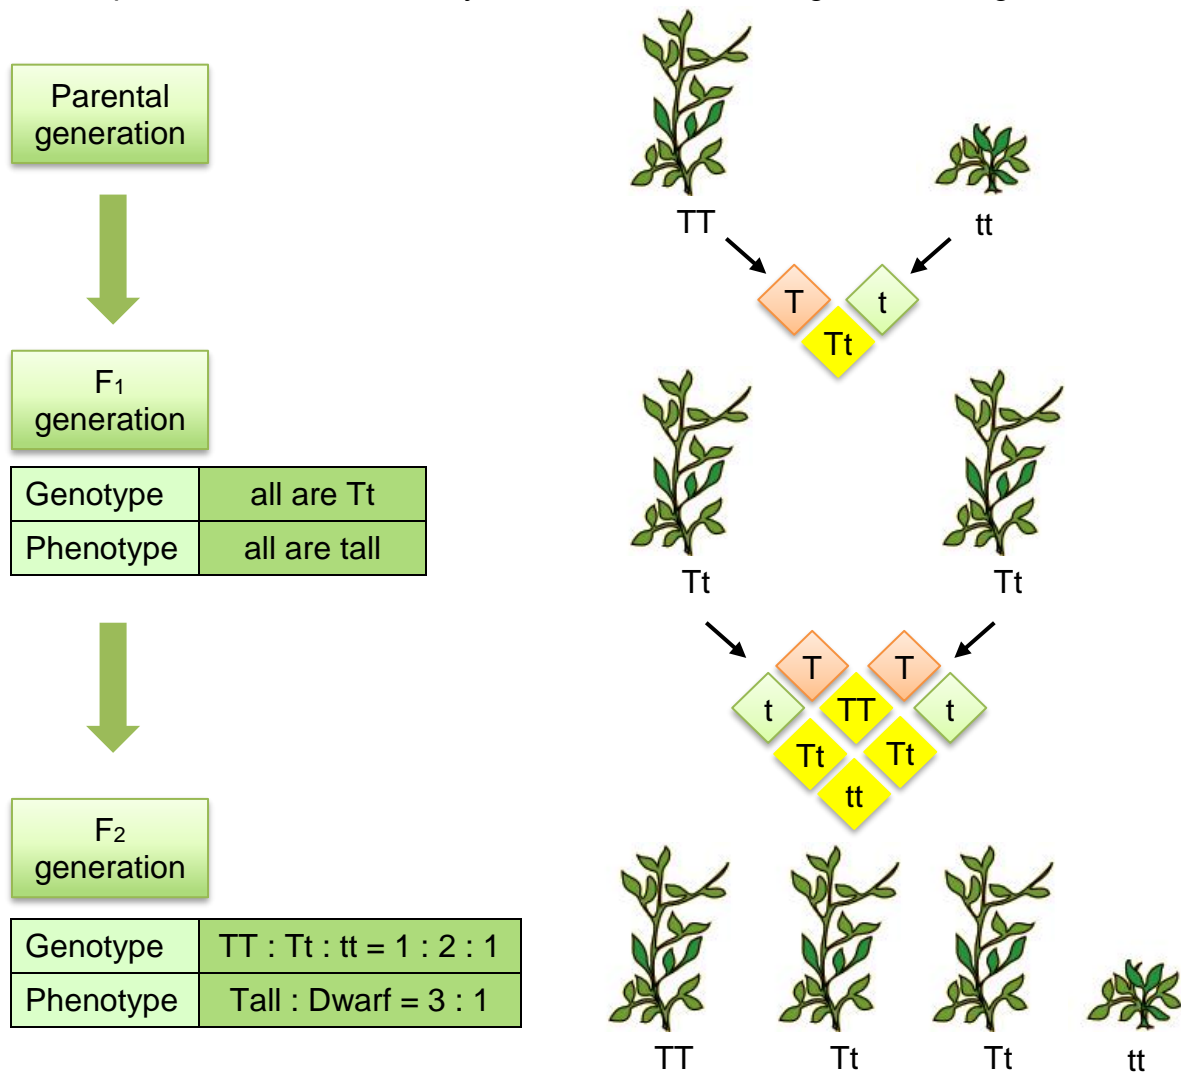 Parental
generation
TT
tt
T
t
Tt
F1
generation
Genotype all are Tt
Phenotype all are tall
Tt
Tt
T
T
t
TT
t
Tt
Tt
tt
F2
generation
Genotype TT : Tt : tt = 1 : 2 : 1
Phenotype Tall : Dwarf = 3 : 1
TT
Tt
Tt
tt